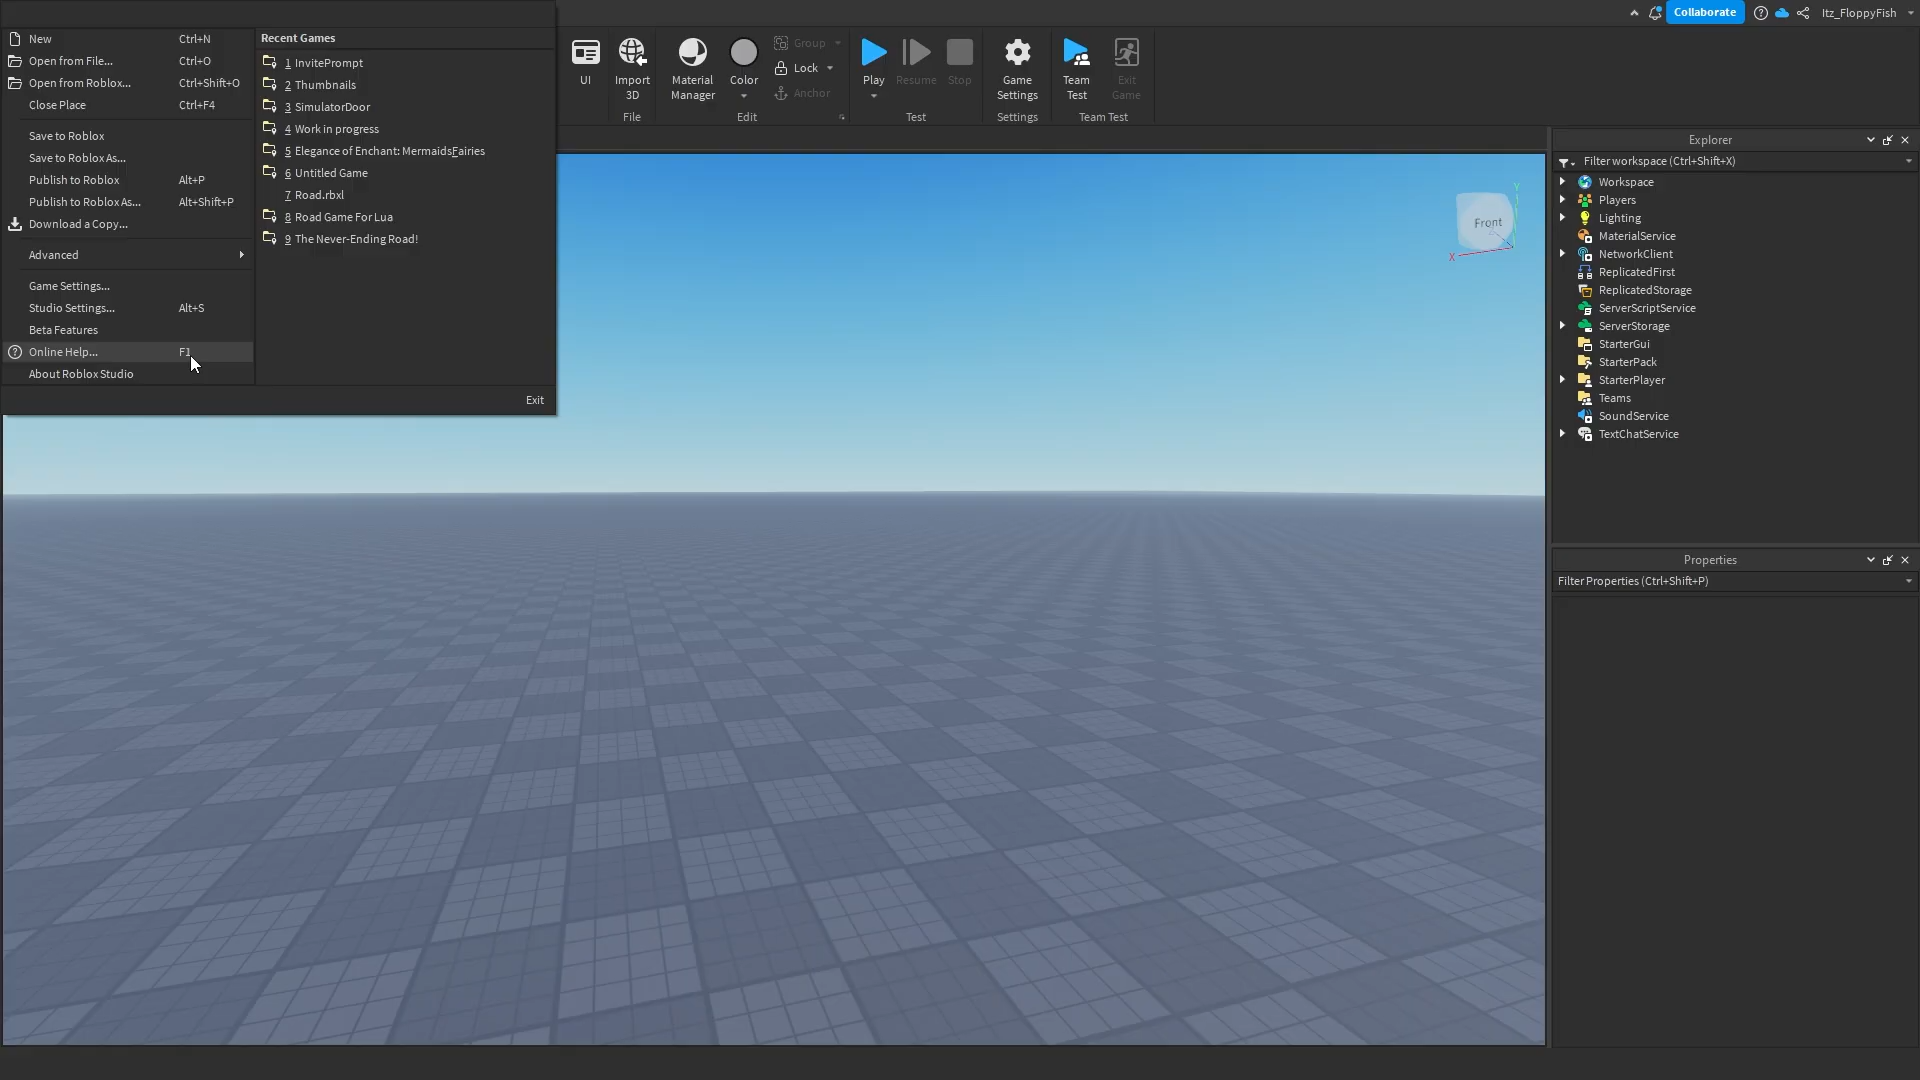 Collaborate
Itz_FloppyFish
New Ctrl+N
Open from File... Ctrl+O
Open from Roblox... Ctrl+Shift+O
Close Place Ctrl+F4
Save to Roblox
Save to Roblox As...
Publish to Roblox Alt+P
Publish to Roblox As... Alt+Shift+P
Download a Copy...
Advanced
Game Settings...
Studio Settings... Alt+S
Beta Features
Online Help... F1
About Roblox Studio
Recent Games
1 InvitePrompt
2 Thumbnails
3 SimulatorDoor
4 Work in progress
5 Elegance of Enchant: MermaidsFairies
6 Untitled Game
7 Road.rbxl
8 Road Game For Lua
9 The Never-Ending Road!
Exit
UI
Import
3D
File
Material
Manager
Color
Group
Lock
Anchor
Edit
Play
Resume
Stop
Test
Game
Settings
Settings
Team
Test
Exit
Game
Team Test
Front
Y
X
Explorer
Filter workspace (Ctrl+Shift+X)
Workspace
Players
Lighting
MaterialService
NetworkClient
ReplicatedFirst
ReplicatedStorage
ServerScriptService
ServerStorage
StarterGui
StarterPack
StarterPlayer
Teams
SoundService
TextChatService
Properties
Filter Properties (Ctrl+Shift+P)